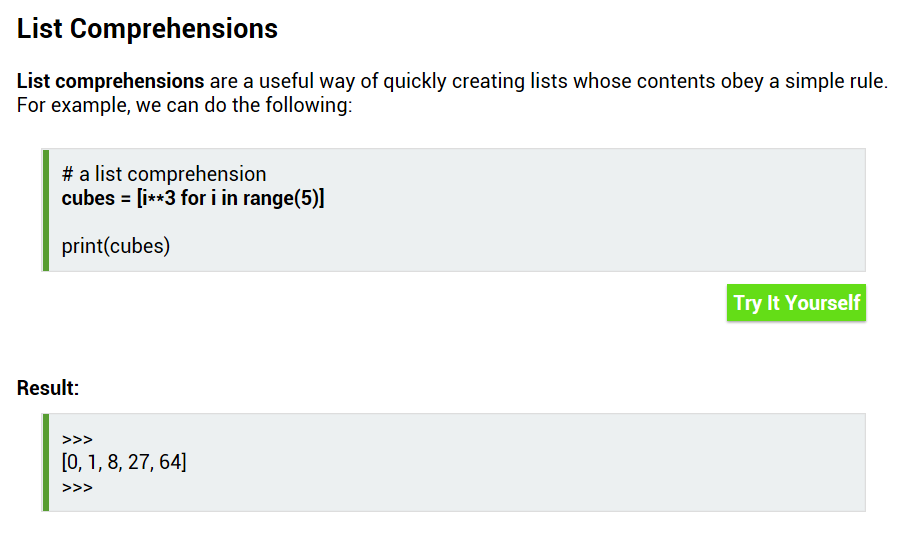 List Comprehensions
List comprehensions are a useful way of quickly creating lists whose contents obey a simple rule.
For example, we can do the following:
# a list comprehension
cubes = [i**3 for i in range(5)]
print(cubes)
Try It Yourself
Result:
>>>
[0, 1, 8, 27, 64]
>>>